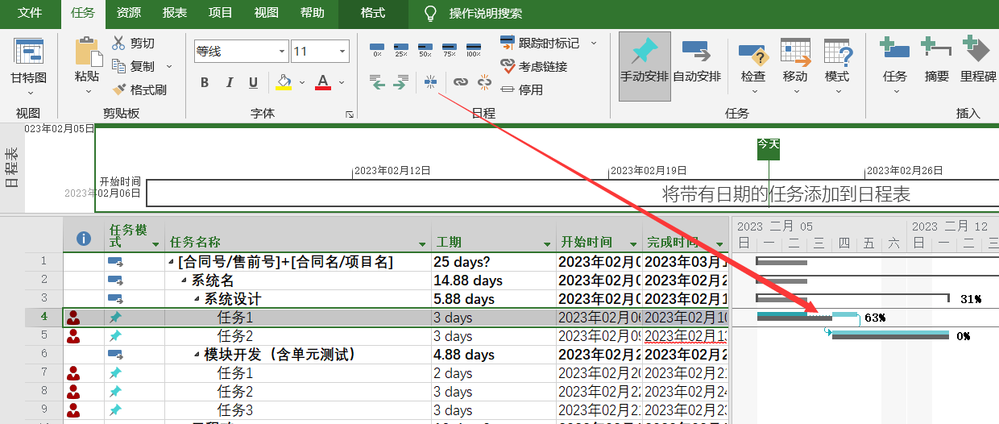 文件 任务 资源 报表 项目 视图 帮助 格式 操作说明搜索
甘特图
视图
粘贴
剪切
复制
格式刷
剪贴板
等线 11
B I U A
字体
0% 25% 50% 75% 100%
跟踪时标记
考虑链接
停用
日程
手动安排 自动安排
检查 移动 模式
任务
任务 摘要 里程碑
插入
日程表
023年02月05日
今天
2023年02月12日 2023年02月19日 2023年02月26日
开始时间
2023年02月06日
将带有日期的任务添加到日程表
任务模式 任务名称 工期 开始时间 完成时间
2023 二月 05 2023 二月 12
日 一 二 三 四 五 六 日 一 二 三
1 [合同号/售前号]+[合同名/项目名] 25 days? 2023年02月0 2023年03月1
2 系统名 14.88 days 2023年02月0 2023年02月2
3 系统设计 5.88 days 2023年02月0 2023年02月1 31%
4 任务1 3 days 2023年02月06 2023年02月10 63%
5 任务2 3 days 2023年02月09 2023年02月13 0%
6 模块开发（含单元测试） 4.88 days 2023年02月2 2023年02月2
7 任务1 2 days 2023年02月20 2023年02月21
8 任务2 3 days 2023年02月22 2023年02月24
9 任务3 3 days 2023年02月21 2023年02月23